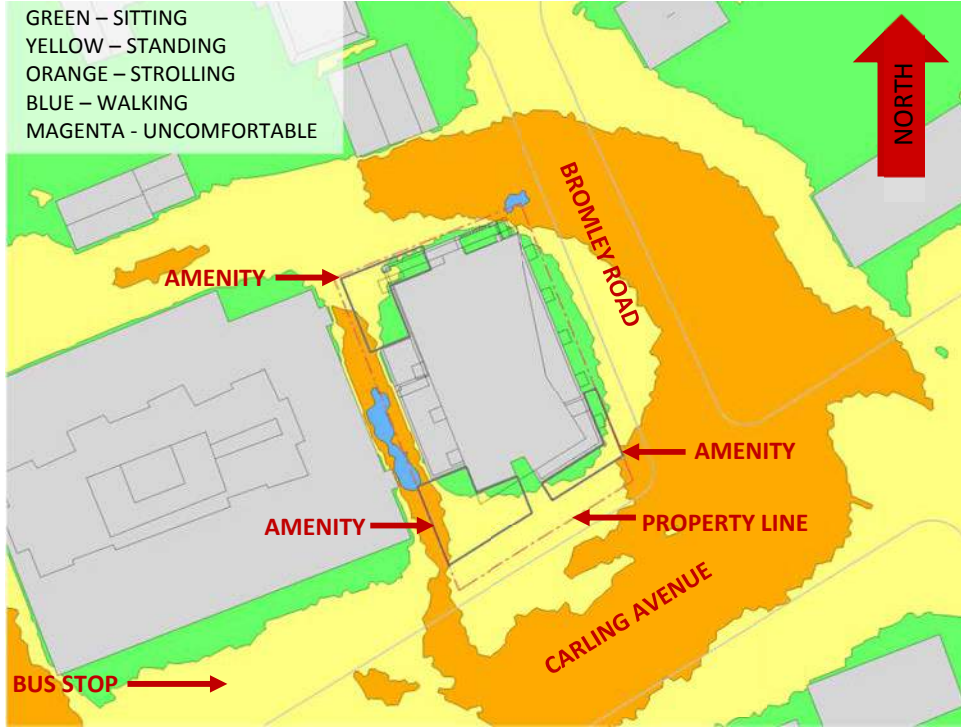 GREEN – SITTING
YELLOW – STANDING
ORANGE – STROLLING
BLUE – WALKING
MAGENTA - UNCOMFORTABLE
NORTH
BROMLEY ROAD
AMENITY
AMENITY
AMENITY
PROPERTY LINE
CARLING AVENUE
BUS STOP